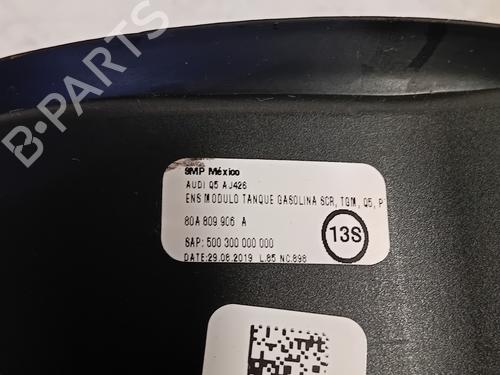 B-PARTS
SMP México
AUDI Q5 AJ426
ENS MODULO TANQUE GASOLINA SCR, TGM, Q5, P
80A 809 906 A
13S
SAP: 500 300 000 000
DATE:29.08.2019 L.85 NC:898